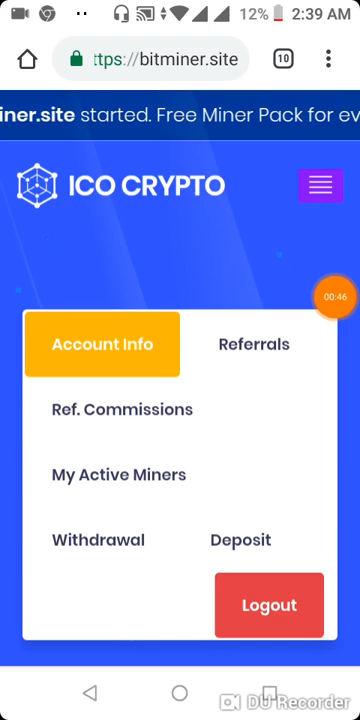 12% 2:39 AM
ttps://bitminer.site
10
iner.site started. Free Miner Pack for ev
ICO CRYPTO
00:46
Account Info
Referrals
Ref. Commissions
My Active Miners
Withdrawal
Deposit
Logout
DU Recorder